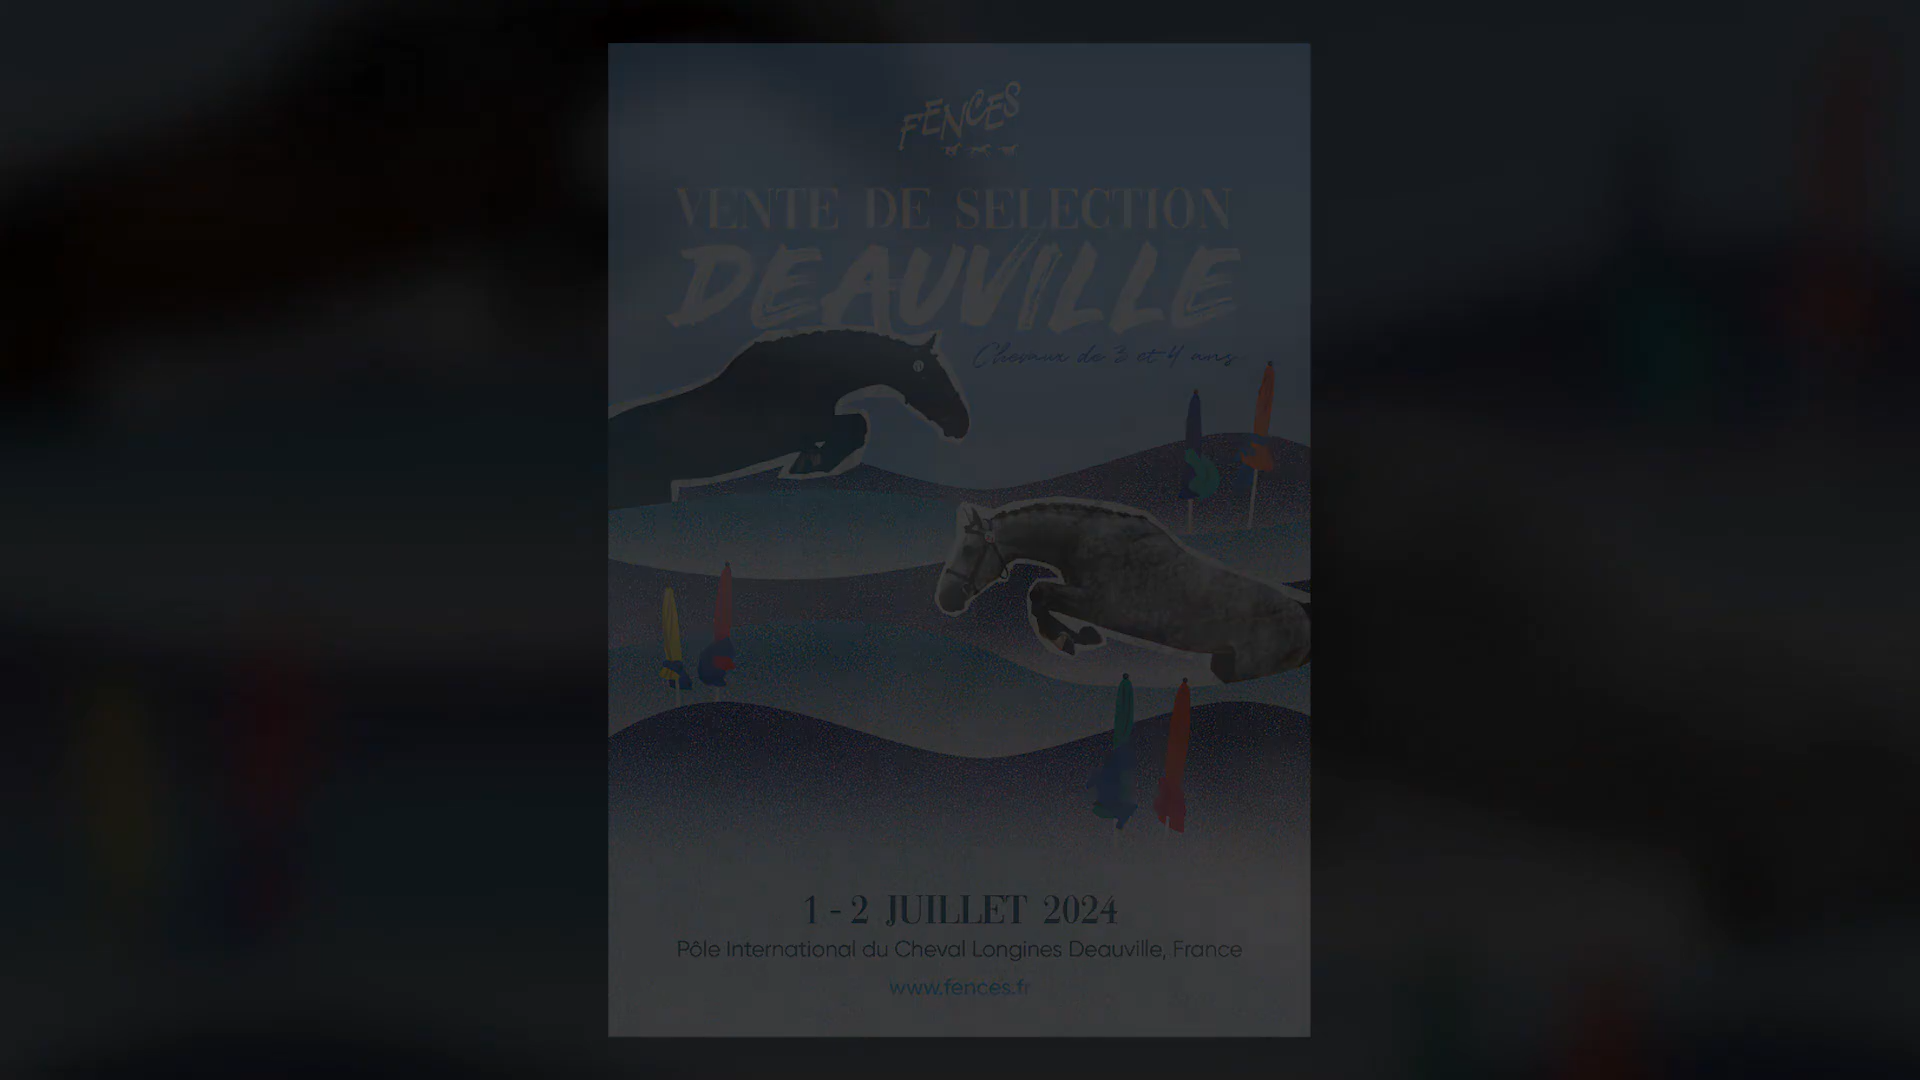 FENCES
VENTE DE SELECTION
DEAUVILLE
Chevaux de 3 et 4 ans
1 - 2 JUILLET 2024
Pôle International du Cheval Longines Deauville, France
www.fences.fr